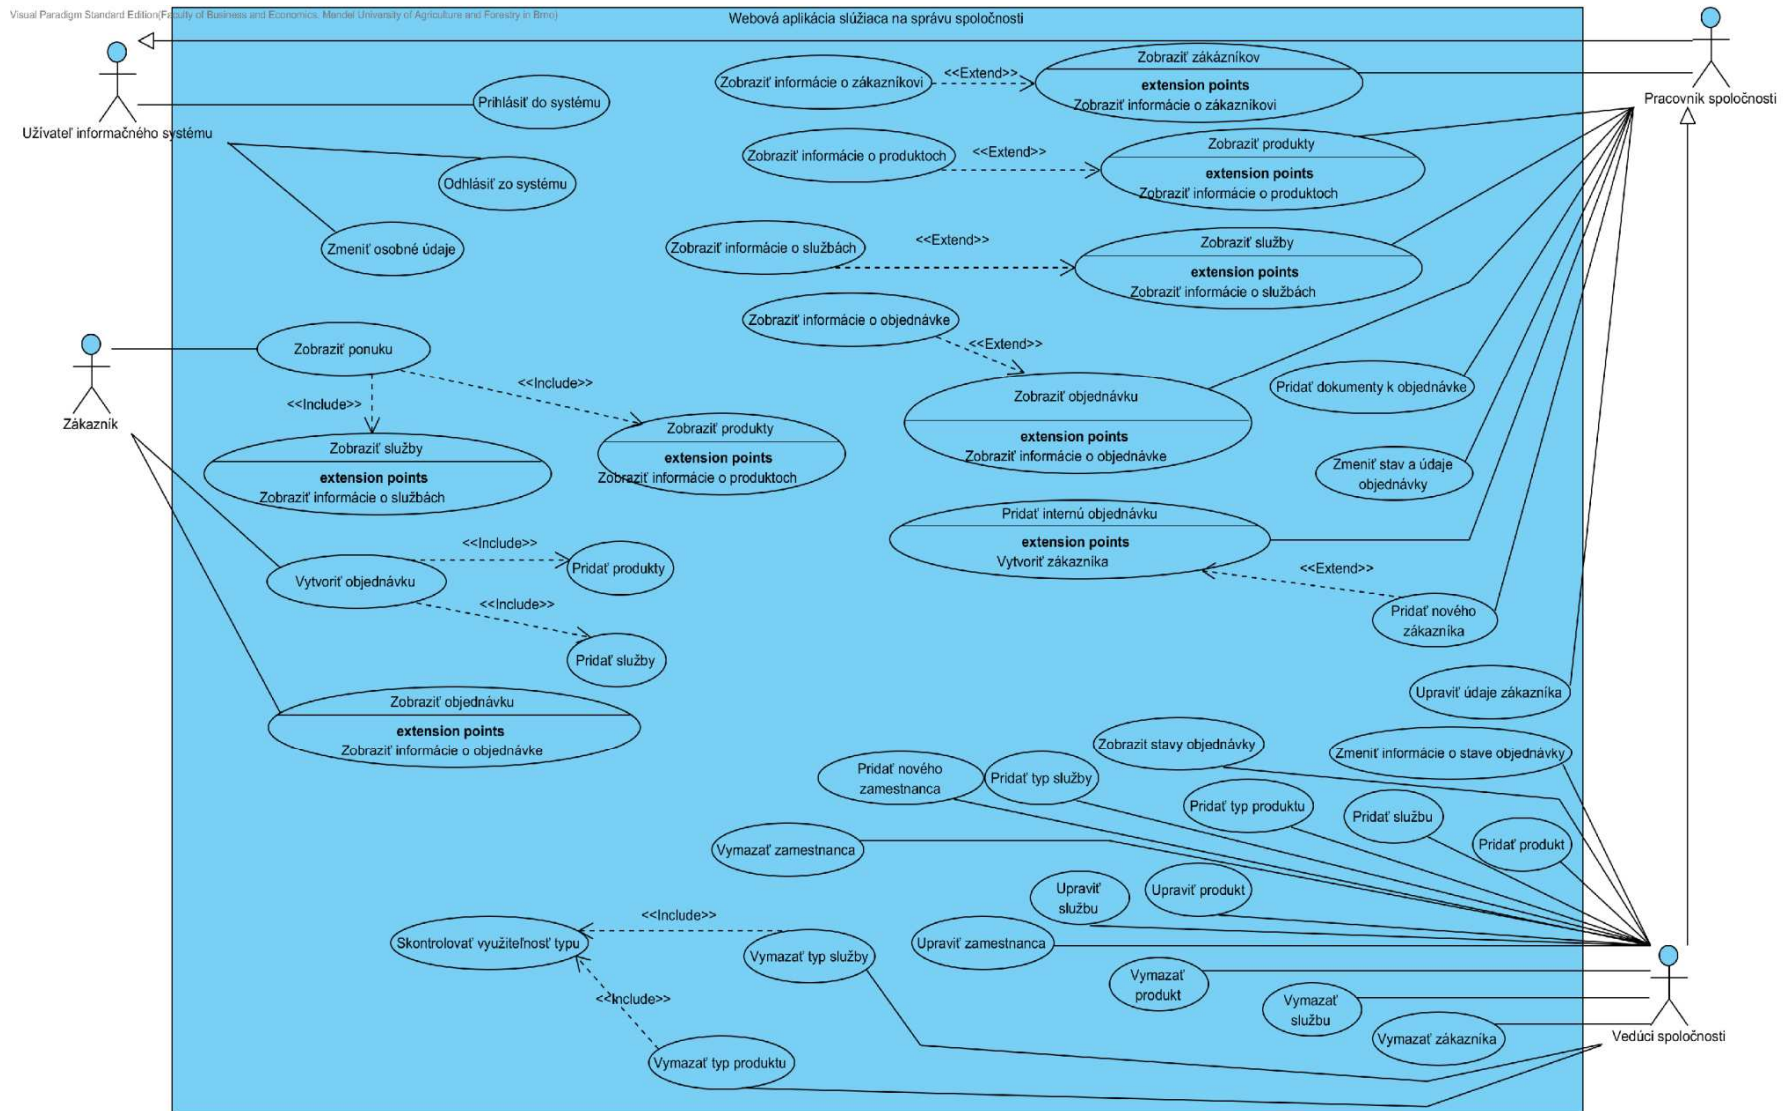 Visual Paradigm Standard Edition(Faculty of Business and Economics, Mendel University of Agriculture and Forestry in Brno)
Webová aplikácia slúžiaca na správu spoločnosti
Užívateľ informačného systému
Prihlásiť do systému
Odhlásiť zo systému
Zmeniť osobné údaje
Zobraziť informácie o zákazníkovi
<<Extend>>
Zobraziť zákázníkov
extension points
Zobraziť informácie o zákazníkovi
Pracovník spoločnosti
Zobraziť informácie o produktoch
<<Extend>>
Zobraziť produkty
extension points
Zobraziť informácie o produktoch
Zobraziť informácie o službách
<<Extend>>
Zobraziť služby
extension points
Zobraziť informácie o službách
Zobraziť informácie o objednávke
<<Extend>>
Zobraziť objednávku
extension points
Zobraziť informácie o objednávke
Pridať dokumenty k objednávke
Zmeniť stav a údaje
objednávky
Zákazník
Zobraziť ponuku
<<Include>>
<<Include>>
Zobraziť služby
extension points
Zobraziť informácie o službách
Zobraziť produkty
extension points
Zobraziť informácie o produktoch
Pridať internú objednávku
extension points
Vytvoriť zákazníka
<<Extend>>
Pridať nového
zákazníka
Vytvoriť objednávku
<<Include>>
Pridať produkty
<<Include>>
Pridať služby
Upraviť údaje zákazníka
Zobraziť objednávku
extension points
Zobraziť informácie o objednávke
Zobrazit stavy objednávky
Zmeniť informácie o stave objednávky
Pridať nového
zamestnanca
Pridať typ služby
Pridať typ produktu
Pridať službu
Pridať produkt
Vymazať zamestnanca
Upraviť
službu
Upraviť produkt
<<Include>>
Skontrolovať využiteľnosť typu
Vymazať typ služby
Upraviť zamestnanca
Vymazať
produkt
Vymazať
službu
Vymazať zákazníka
Vedúci spoločnosti
<<Include>>
Vymazať typ produktu